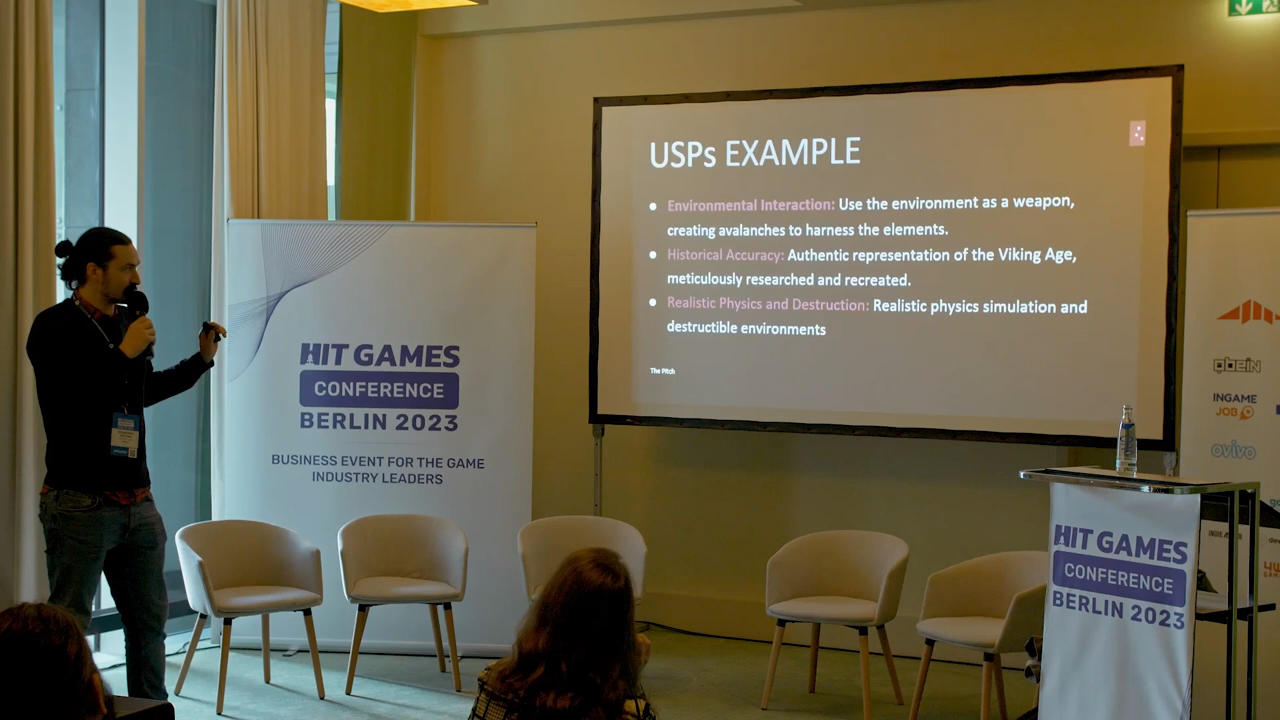 USPs EXAMPLE
Environmental Interaction: Use the environment as a weapon,
creating avalanches to harness the elements.
Historical Accuracy: Authentic representation of the Viking Age,
meticulously researched and recreated.
Realistic Physics and Destruction: Realistic physics simulation and
destructible environments
The Pitch
HIT GAMES
CONFERENCE
BERLIN 2023
BUSINESS EVENT FOR THE GAME
INDUSTRY LEADERS
gbein
INGAME
JOB
ovivo
HIT GAMES
CONFERENCE
BERLIN 2023